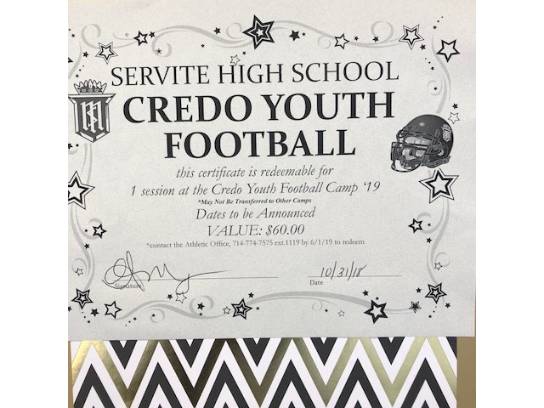 SERVITE HIGH SCHOOL
CREDO YOUTH
FOOTBALL
this certificate is redeemable for
1 session at the Credo Youth Football Camp '19
*May Not Be Transferred to Other Camps
Dates to be Announced
VALUE: $60.00
*contact the Athletic Office, 714-774-7575 ext.1119 by 6/1/19 to redeem.
10/31/18
Signature
Date